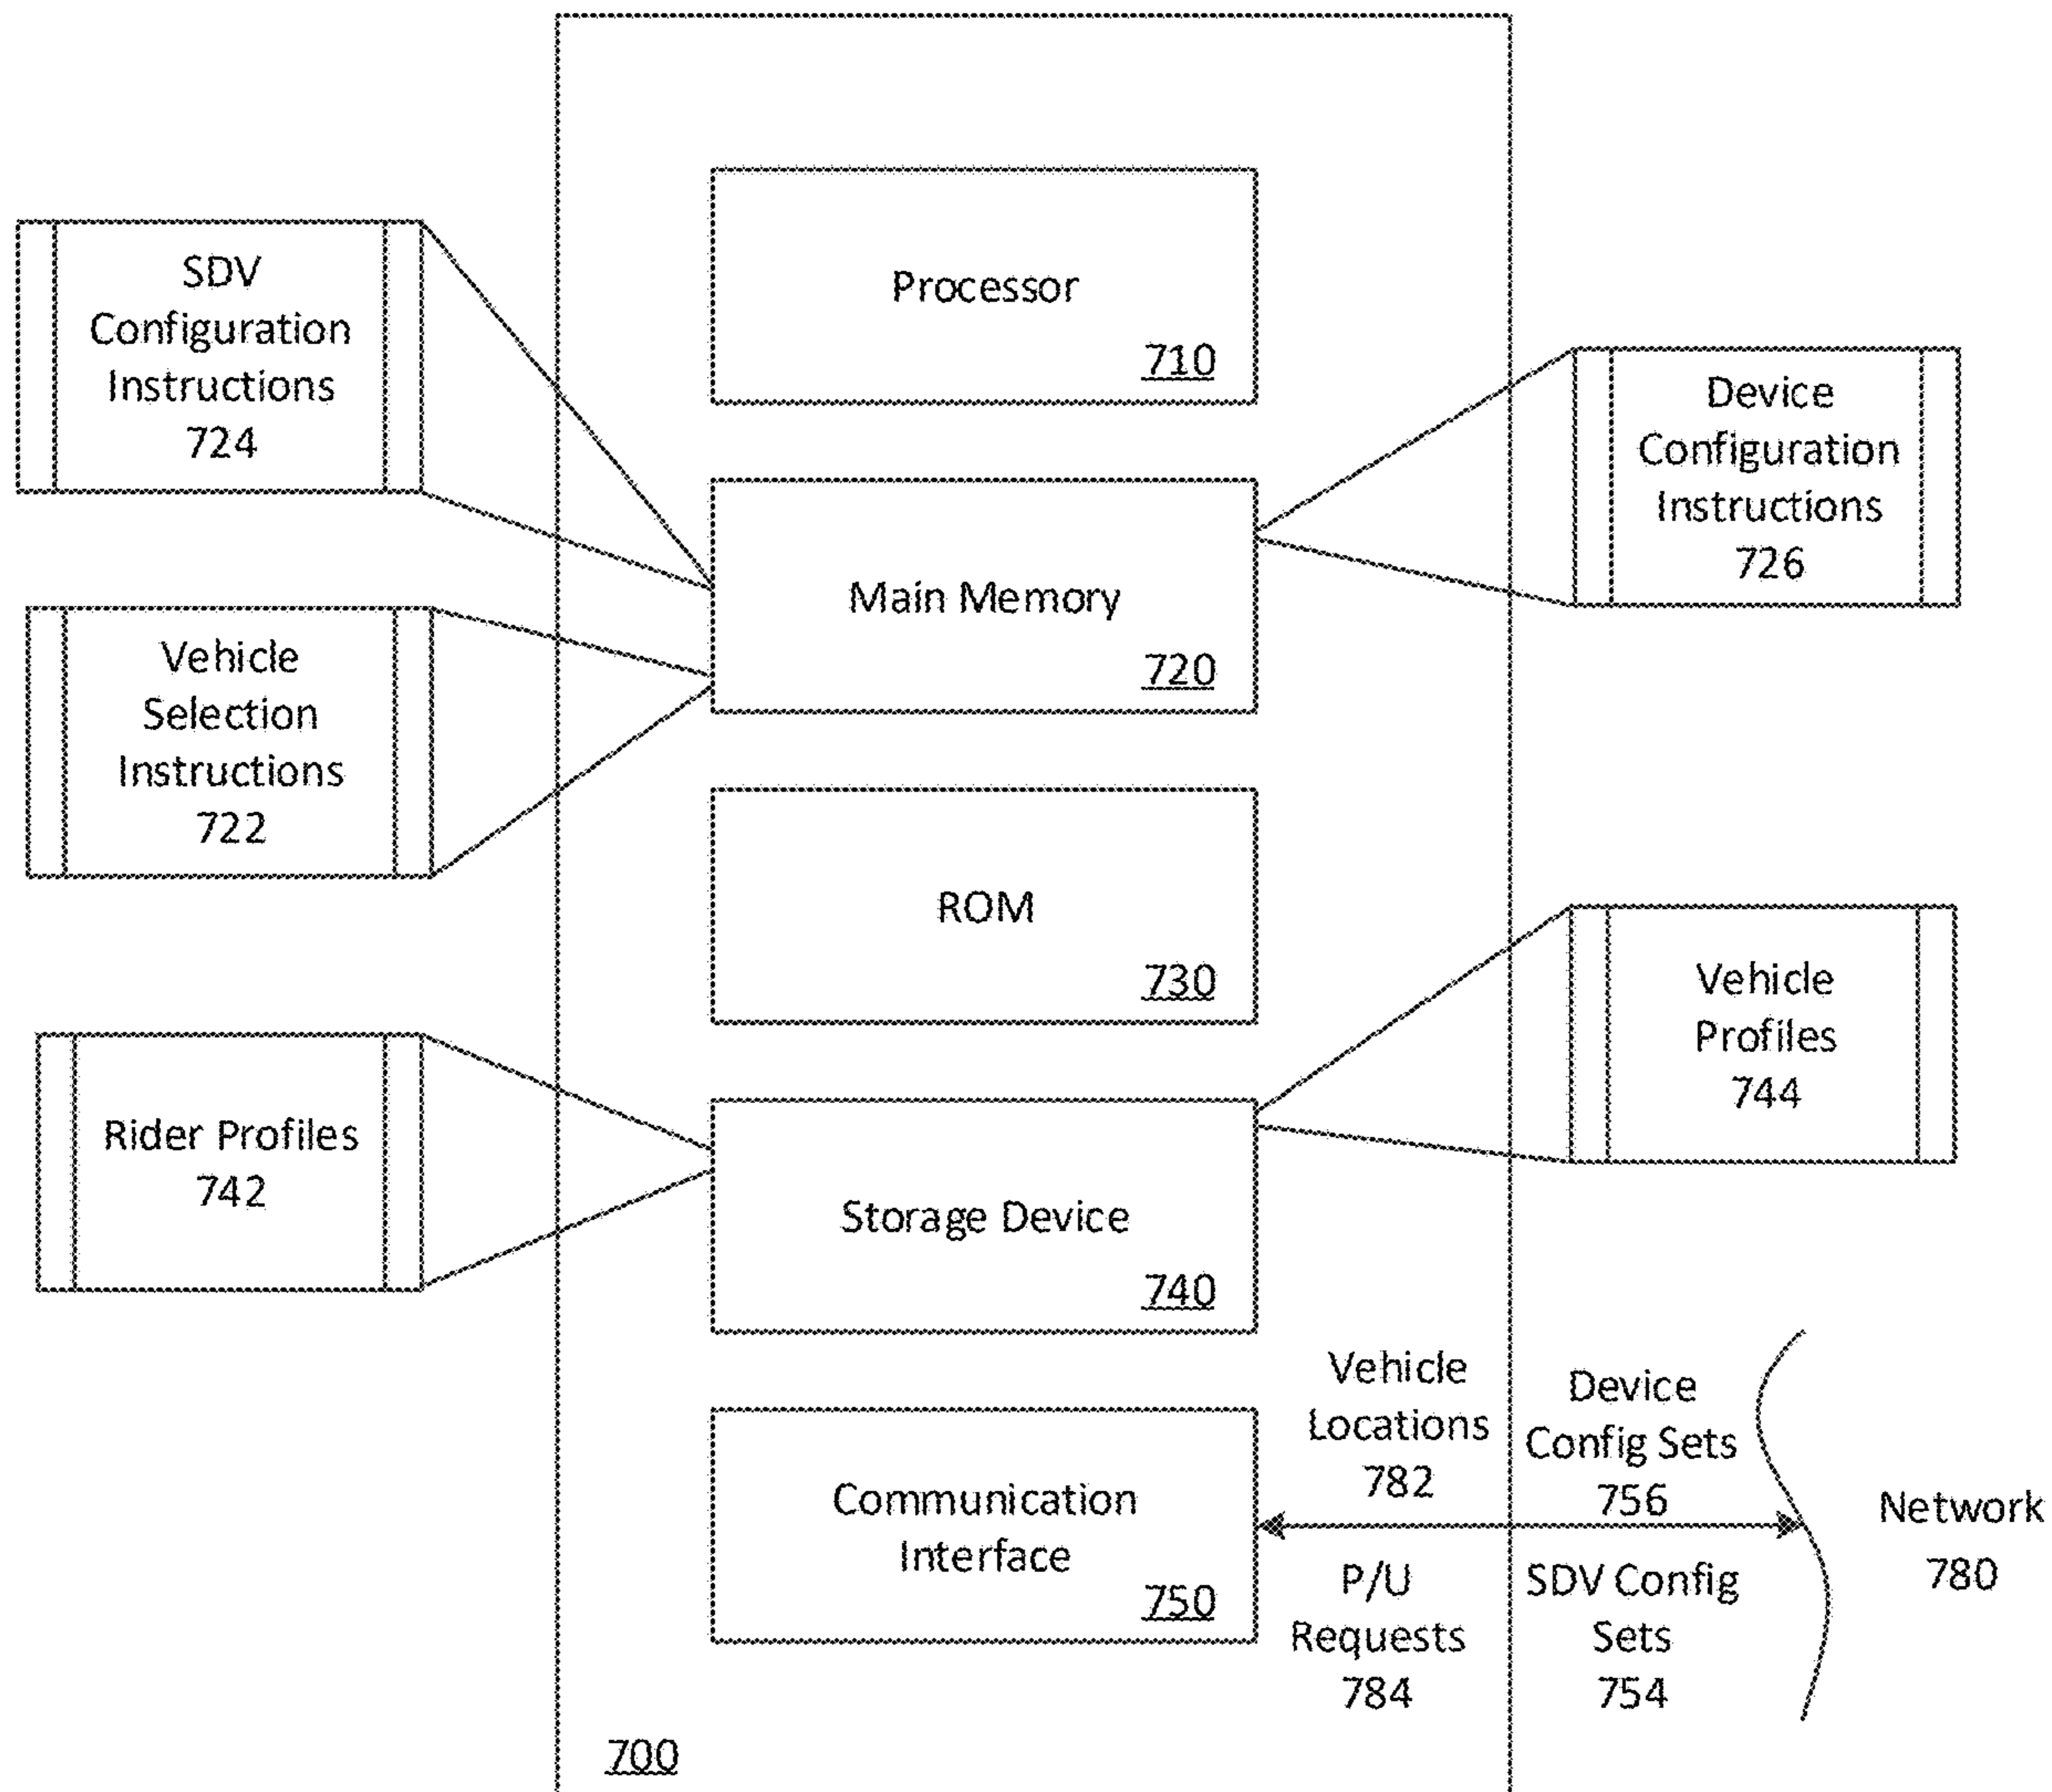 Processor
710
SDV
Configuration
Instructions
724
Device
Configuration
Instructions
726
Main Memory
720
Vehicle
Selection
Instructions
722
ROM
730
Vehicle
Profiles
744
Rider Profiles
742
Storage Device
740
Vehicle
Locations
782
Device
Config Sets
756
Communication
Interface
750
Network
780
P/U
Requests
784
SDV Config
Sets
754
700